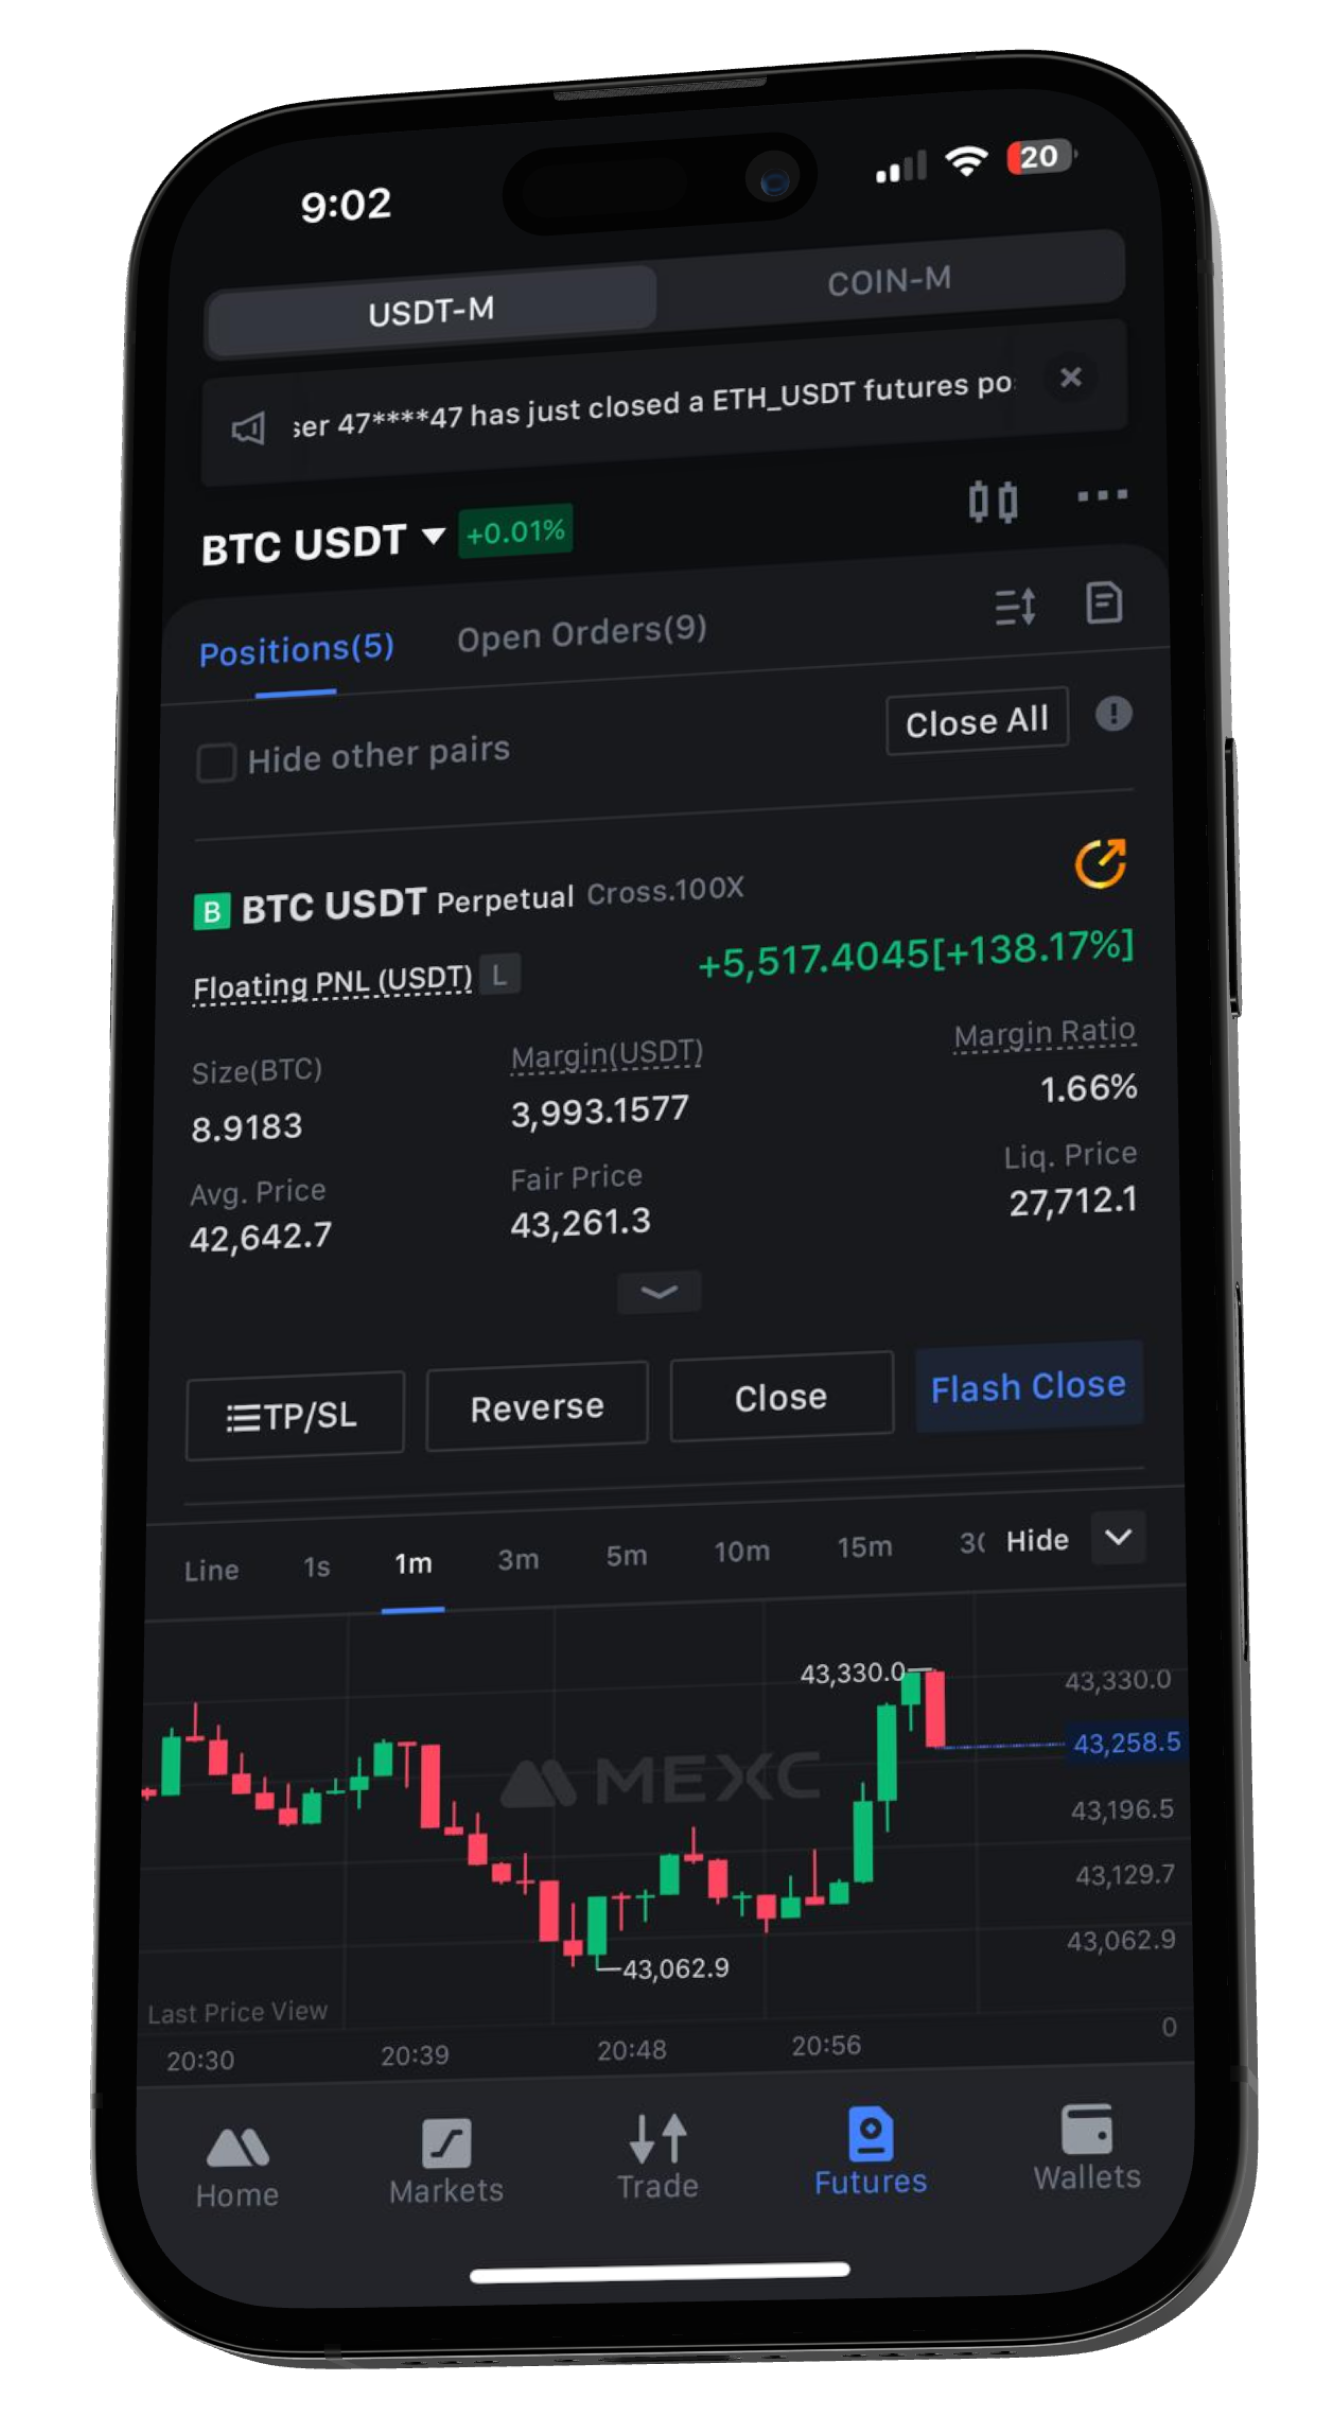 9:02
20
USDT-M COIN-M
ser 47****47 has just closed a ETH_USDT futures po
BTC USDT +0.01%
Positions(5) Open Orders(9)
Hide other pairs Close All
B BTC USDT Perpetual Cross.100X
Floating PNL (USDT) L +5,517.4045[+138.17%]
Size(BTC) Margin(USDT) Margin Ratio
8.9183 3,993.1577 1.66%
Avg. Price Fair Price Liq. Price
42,642.7 43,261.3 27,712.1
TP/SL Reverse Close Flash Close
Line 1s 1m 3m 5m 10m 15m 30 Hide
43,330.0 43,330.0
43,258.5
MEXC
43,196.5
43,129.7
43,062.9 43,062.9
Last Price View
0
20:30 20:39 20:48 20:56
Home Markets Trade Futures Wallets